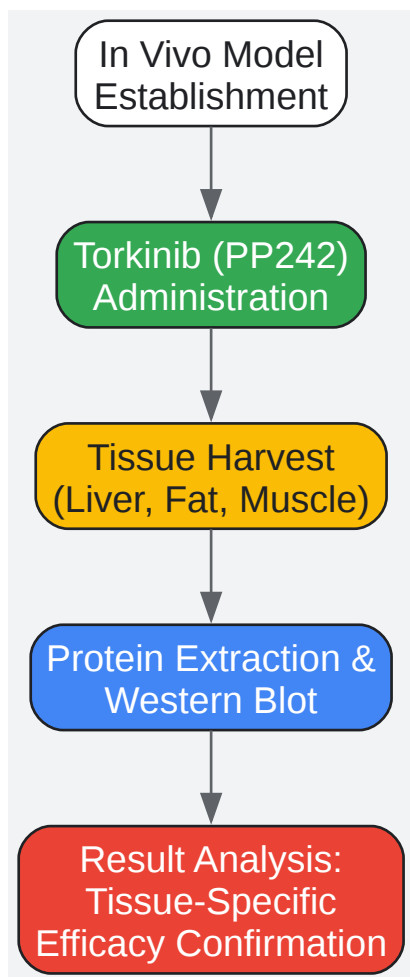 In Vivo Model
Establishment
Torkinib (PP242)
Administration
Tissue Harvest
(Liver, Fat, Muscle)
Protein Extraction &
Western Blot
Result Analysis:
Tissue-Specific
Efficacy Confirmation